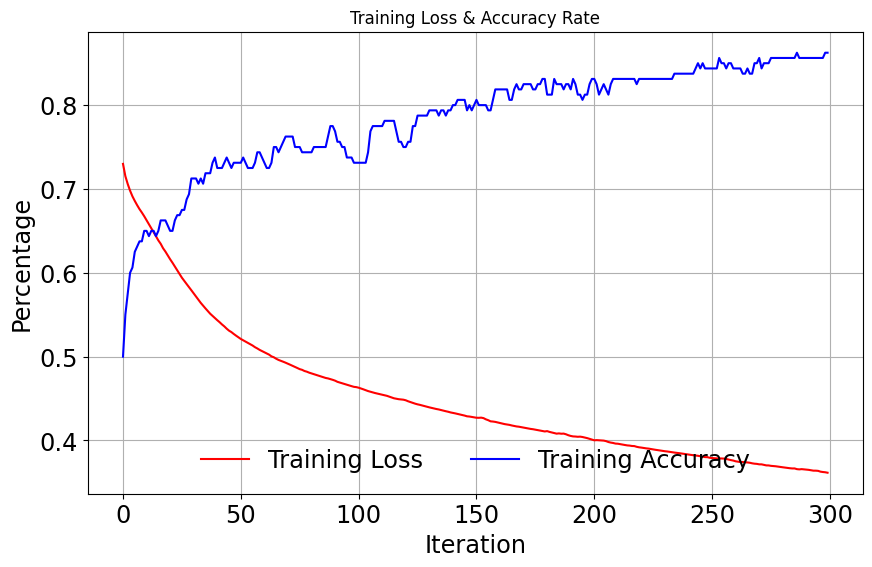 Training Loss & Accuracy Rate
Percentage
0.8
0.7
0.6
0.5
0.4
Training Loss Training Accuracy
0 50 100 150 200 250 300
Iteration